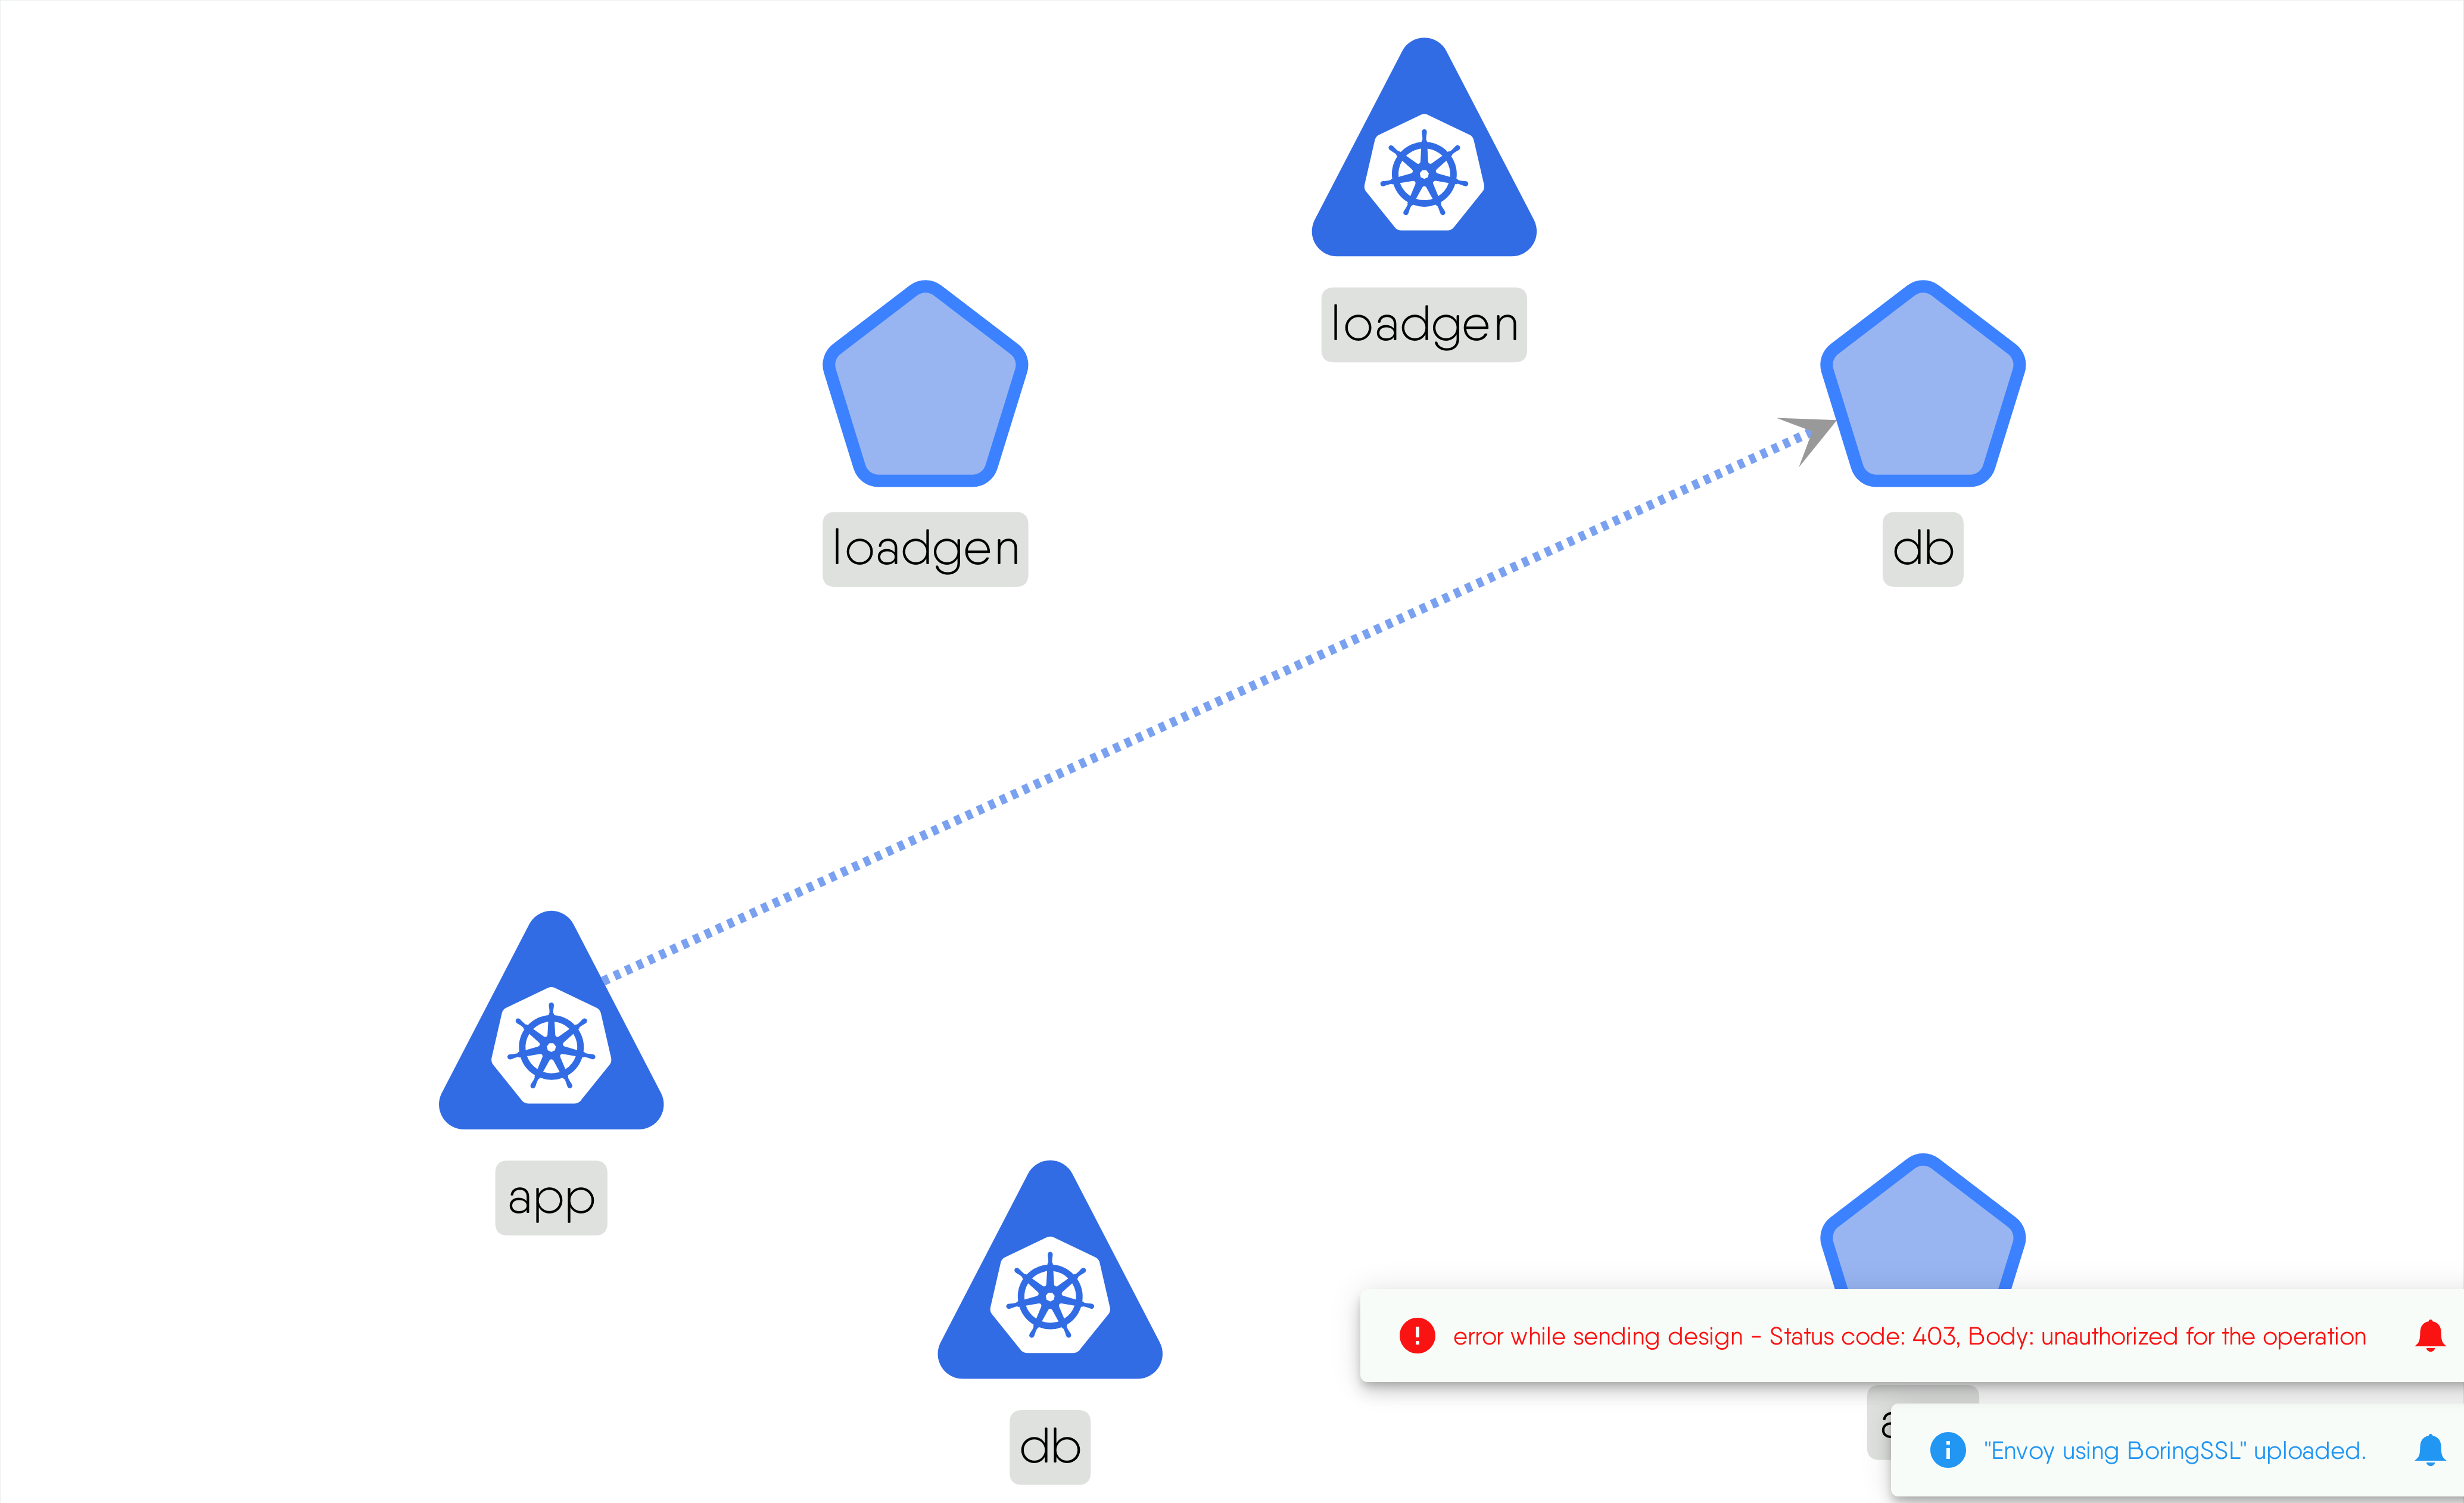 loadgen
loadgen
db
app
db
error while sending design - Status code: 403, Body: unauthorized for the operation
"Envoy using BoringSSL" uploaded.